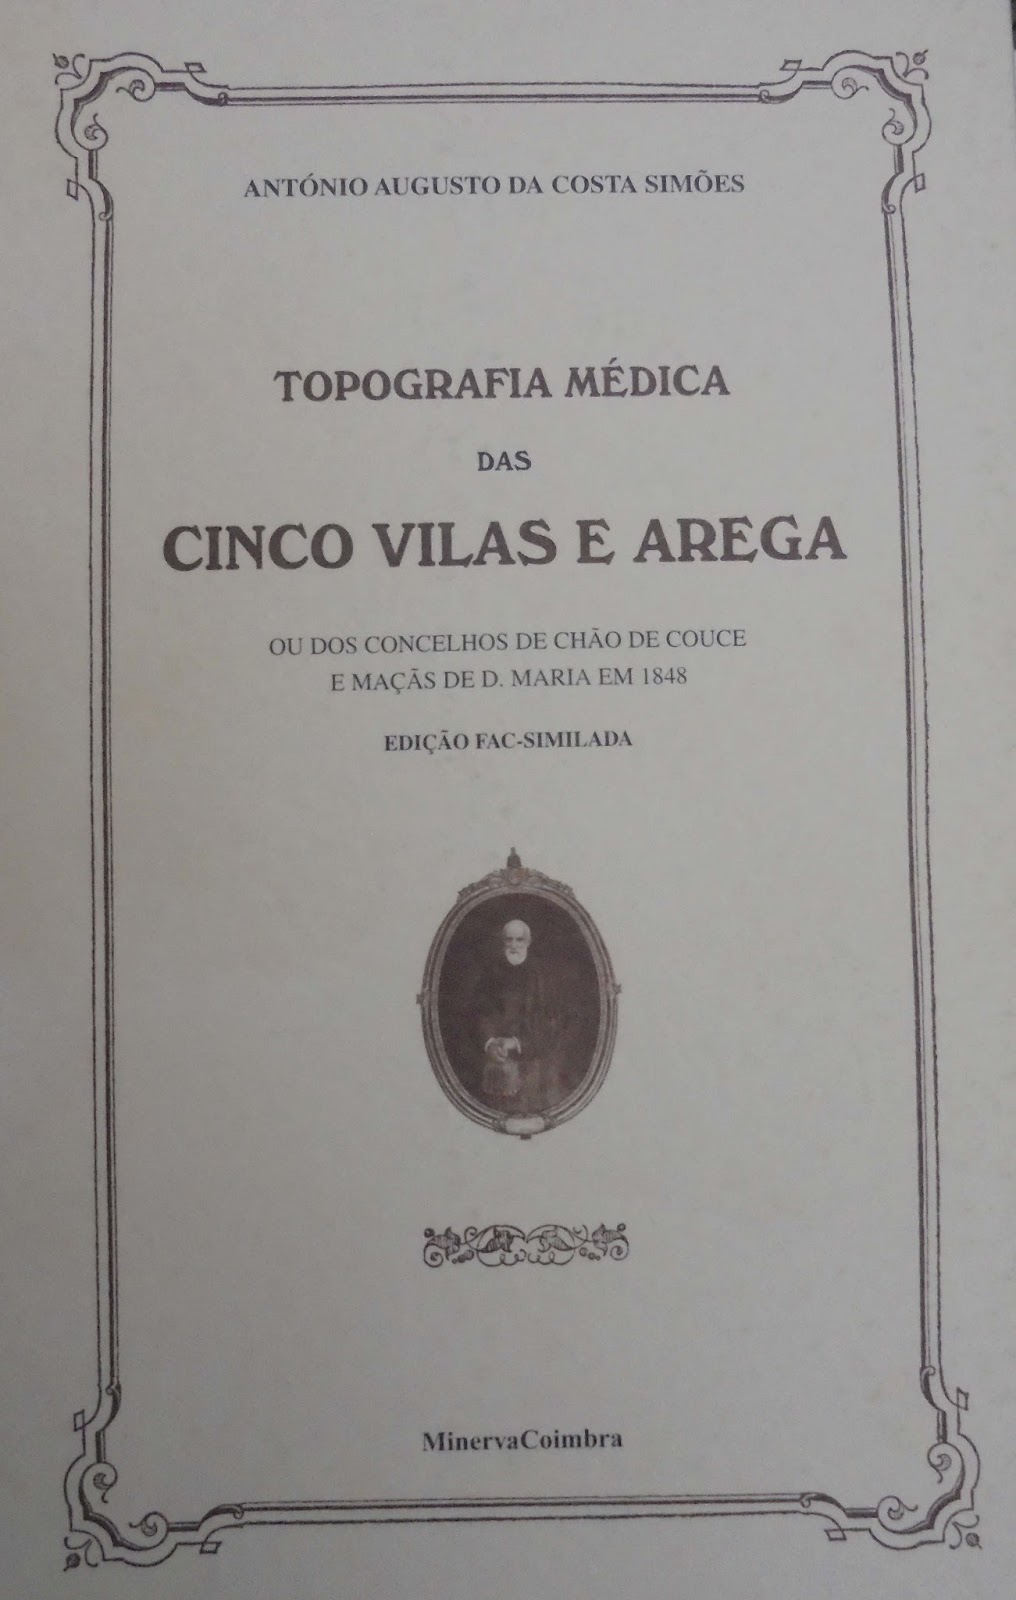 ANTÓNIO AUGUSTO DA COSTA SIMÕES
TOPOGRAFIA MÉDICA
DAS
CINCO VILAS E AREGA
OU DOS CONCELHOS DE CHÃO DE COUCE
E MAÇÃS DE D. MARIA EM 1848
EDIÇÃO FAC-SIMILADA
MinervaCoimbra